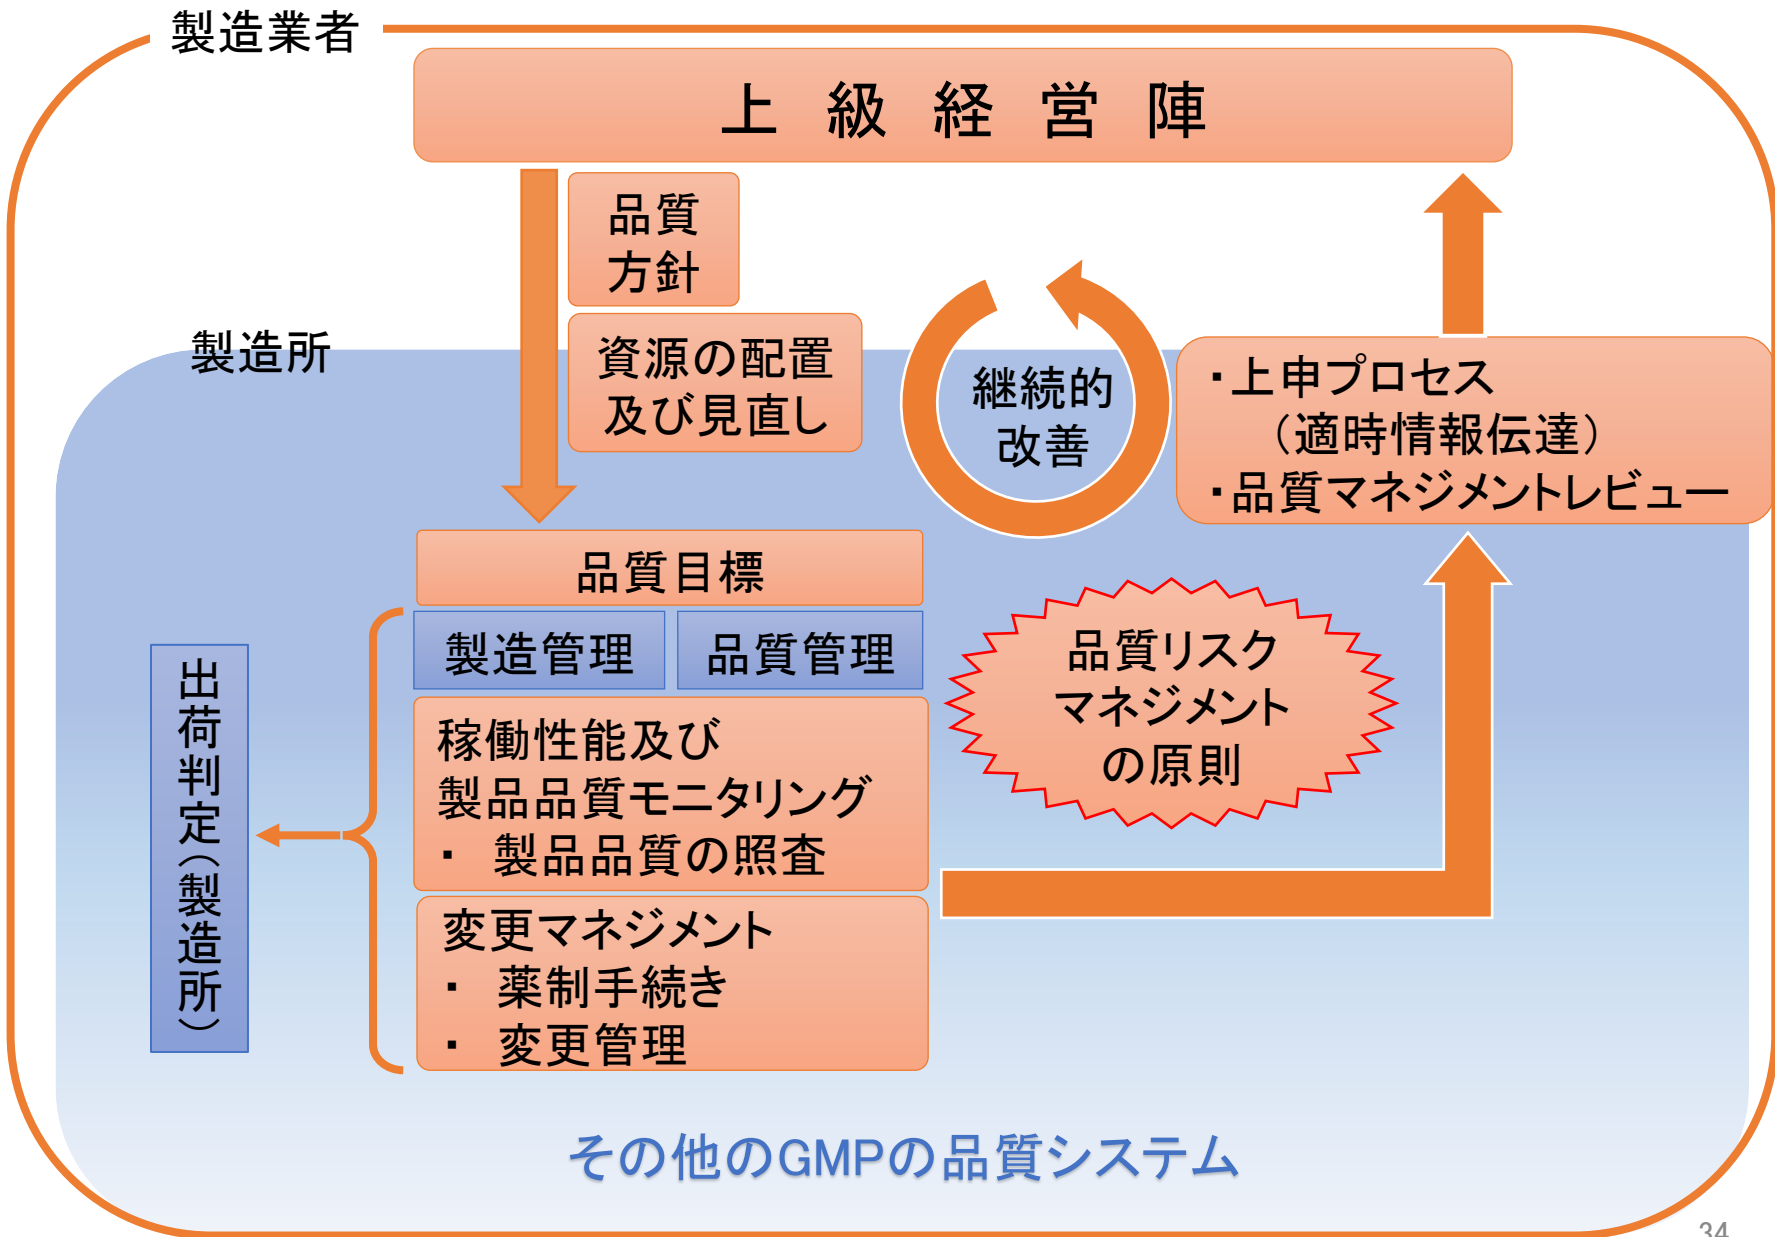 製造業者
上 級 経 営 陣
品質
方針
資源の配置
及び見直し
製造所
継続的
改善
・上申プロセス
（適時情報伝達）
・品質マネジメントレビュー
品質目標
製造管理
品質管理
稼働性能及び
製品品質モニタリング
・ 製品品質の照査
変更マネジメント
・ 薬制手続き
・ 変更管理
品質リスク
マネジメント
の原則
出荷判定（製造所）
その他のGMPの品質システム
34